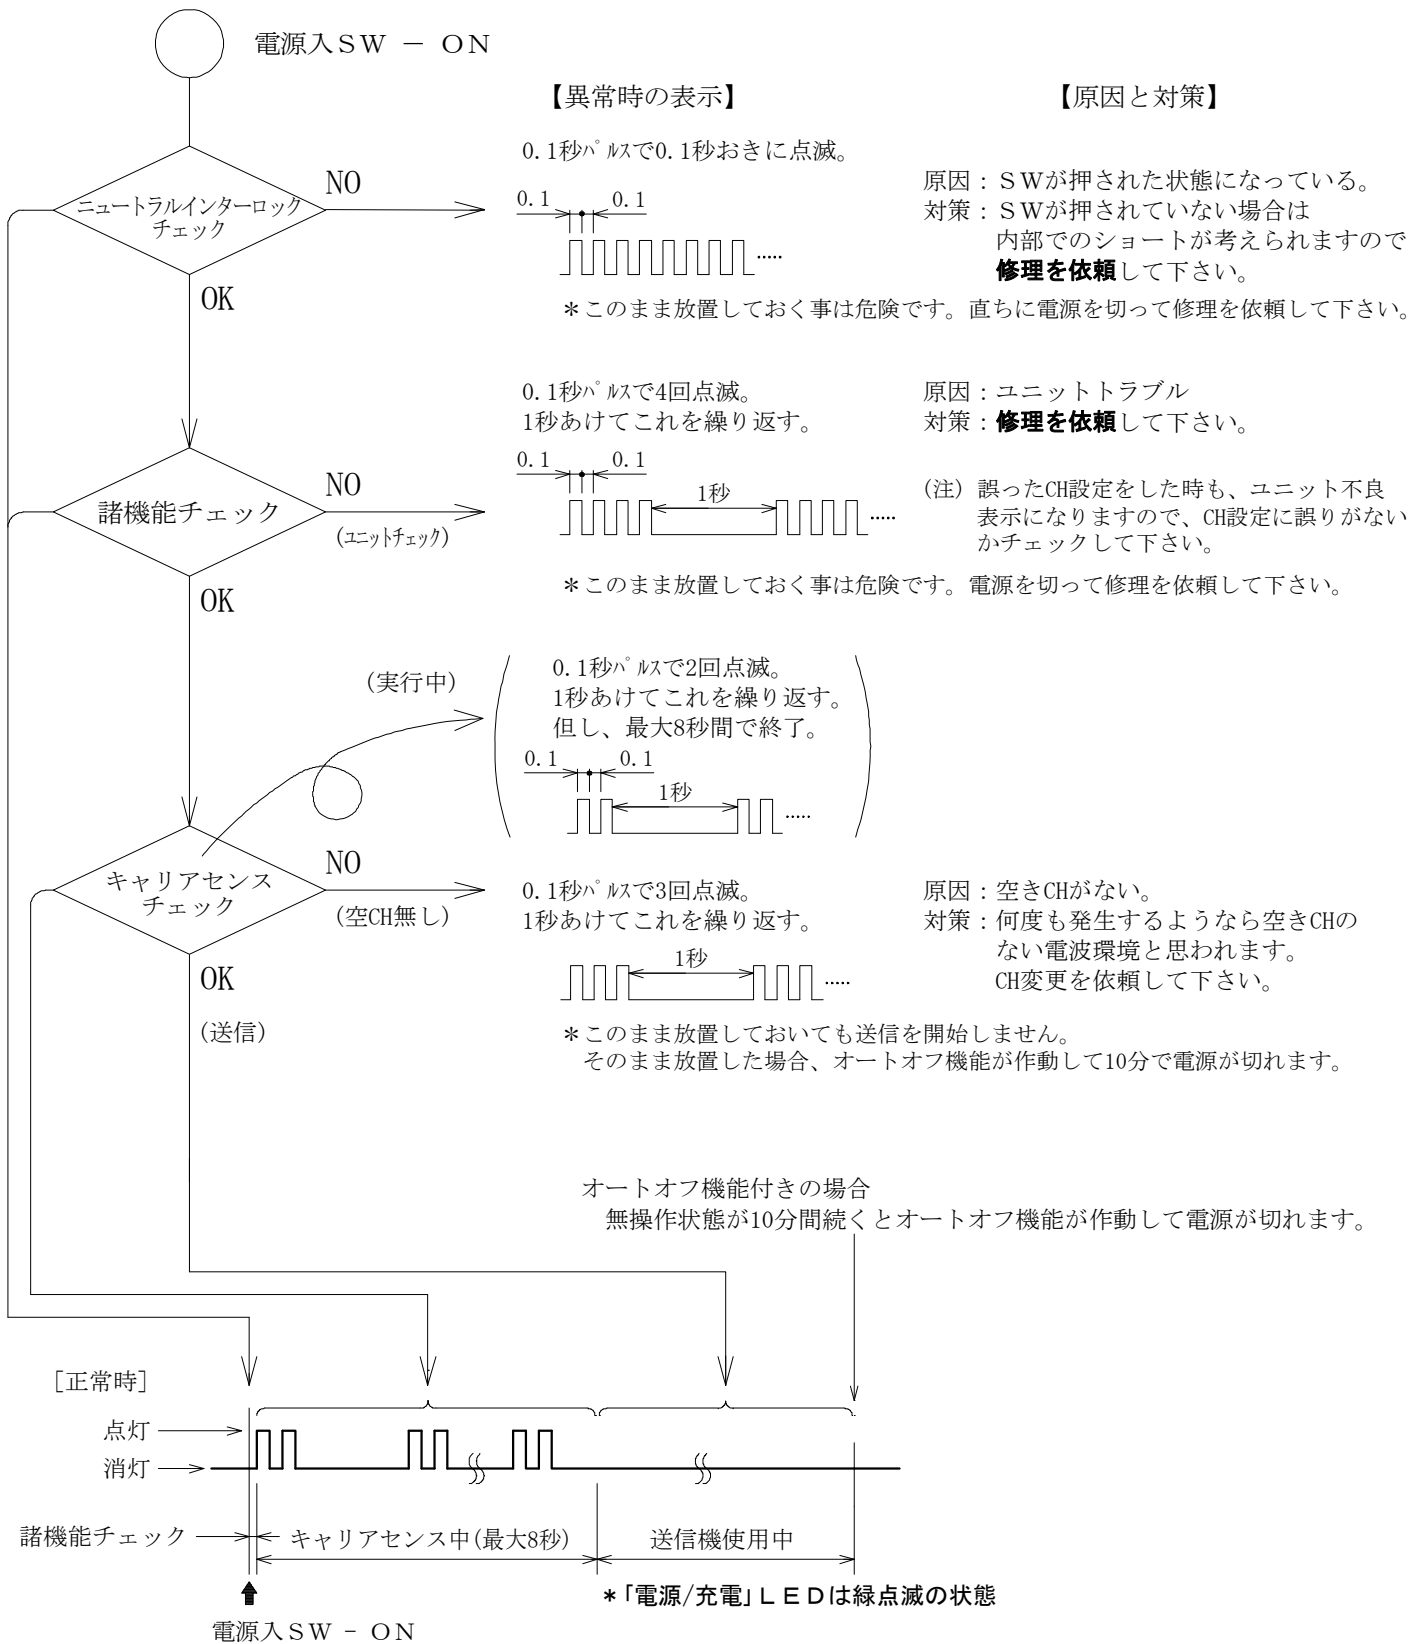 電源入ＳＷ － ＯＮ
【異常時の表示】
【原因と対策】
0.1秒ﾊﾟﾙｽで0.1秒おきに点滅。
0.1 0.1
.....
原因：ＳＷが押された状態になっている。
対策：ＳＷが押されていない場合は
内部でのショートが考えられますので
修理を依頼して下さい。
＊このまま放置しておく事は危険です。直ちに電源を切って修理を依頼して下さい。
ニュートラルインターロック
チェック
NO
OK
0.1秒ﾊﾟﾙｽで4回点滅。
1秒あけてこれを繰り返す。
0.1 0.1
1秒
.....
原因：ユニットトラブル
対策：修理を依頼して下さい。
(注) 誤ったCH設定をした時も、ユニット不良
表示になりますので、CH設定に誤りがない
かチェックして下さい。
＊このまま放置しておく事は危険です。電源を切って修理を依頼して下さい。
諸機能チェック
NO
(ﾕﾆｯﾄﾁｪｯｸ)
OK
(実行中)
0.1秒ﾊﾟﾙｽで2回点滅。
1秒あけてこれを繰り返す。
但し、最大8秒間で終了。
0.1 0.1
1秒
.....
キャリアセンス
チェック
NO
(空CH無し)
OK
(送信)
0.1秒ﾊﾟﾙｽで3回点滅。
1秒あけてこれを繰り返す。
1秒
.....
原因：空きCHがない。
対策：何度も発生するようなら空きCHの
ない電波環境と思われます。
CH変更を依頼して下さい。
＊このまま放置しておいても送信を開始しません。
そのまま放置した場合、オートオフ機能が作動して10分で電源が切れます。
オートオフ機能付きの場合
無操作状態が10分間続くとオートオフ機能が作動して電源が切れます。
[正常時]
点灯
消灯
諸機能チェック
キャリアセンス中(最大8秒)
送信機使用中
＊「電源/充電」ＬＥＤは緑点滅の状態
電源入ＳＷ － ＯＮ